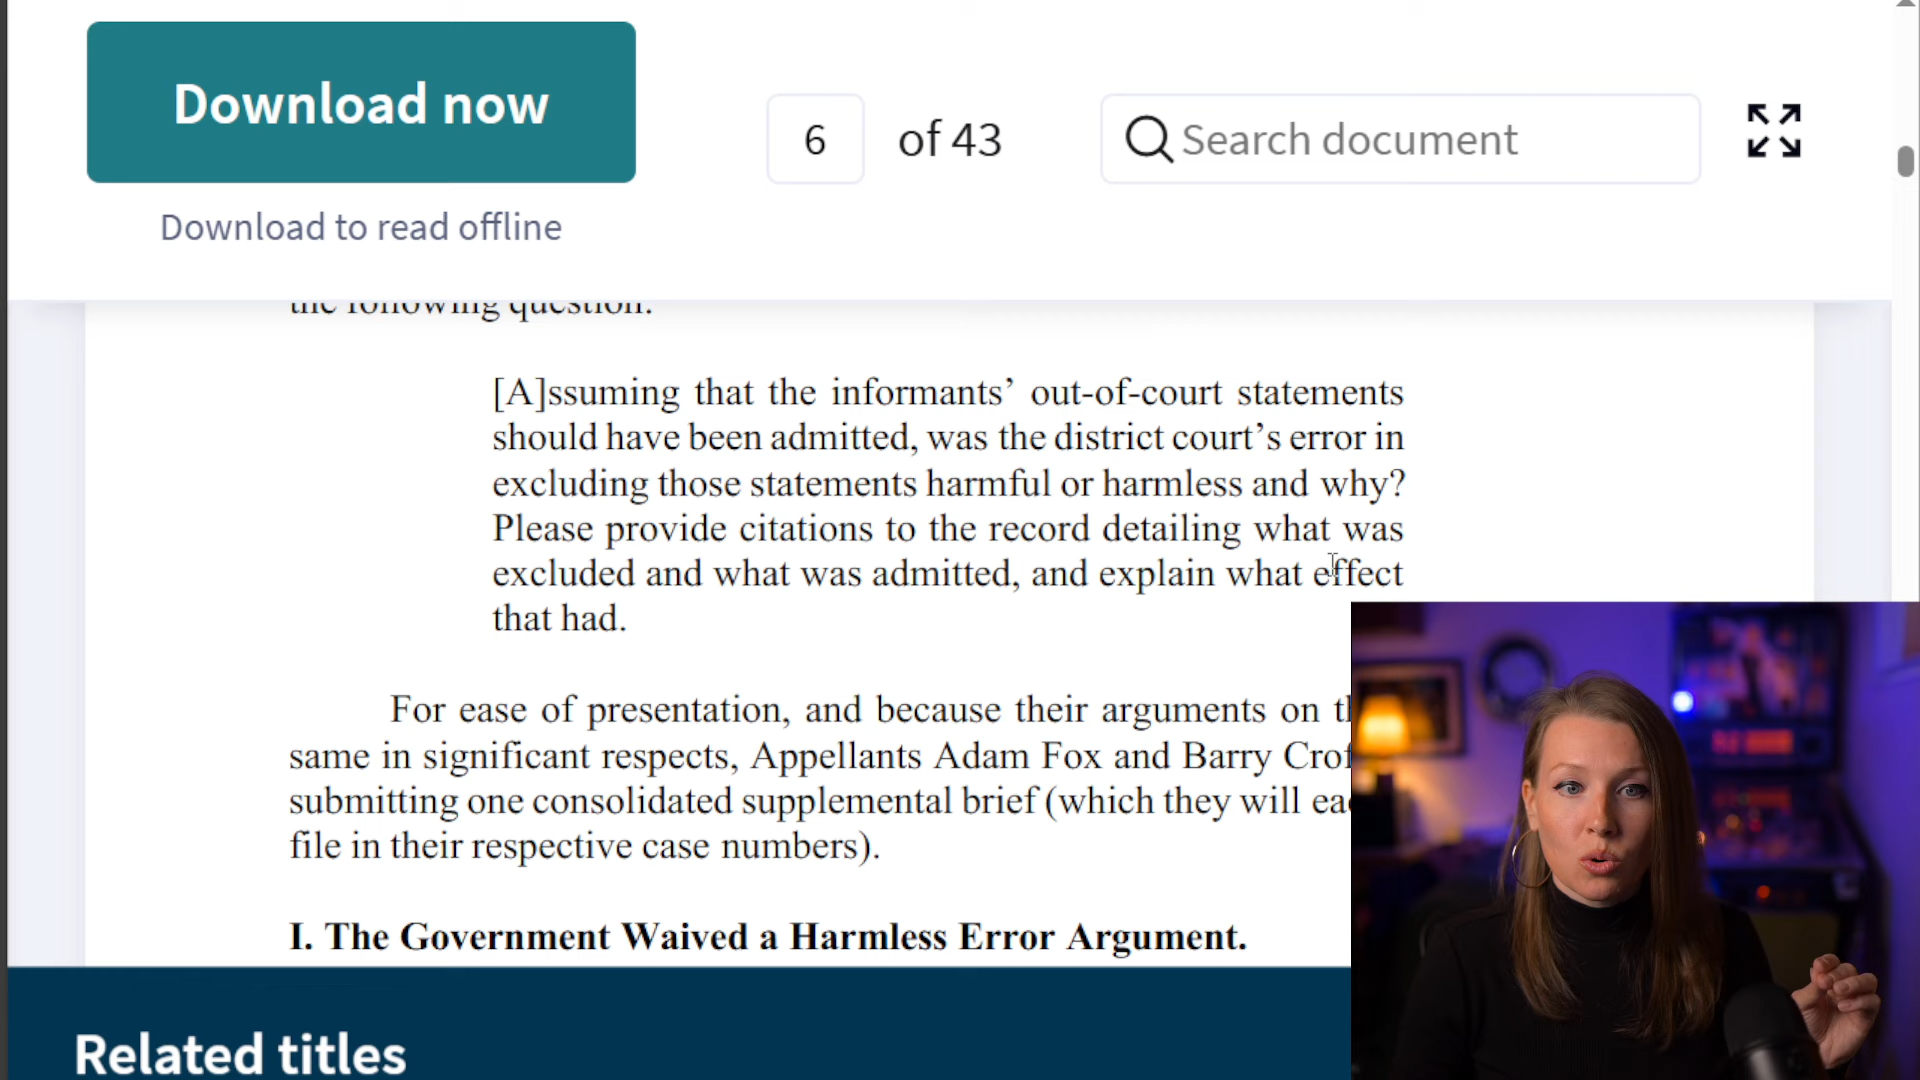 Download now
6 of 43
Search document
Download to read offline
the following question.
[A]ssuming that the informants’ out-of-court statements
should have been admitted, was the district court’s error in
excluding those statements harmful or harmless and why?
Please provide citations to the record detailing what was
excluded and what was admitted, and explain what effect
that had.
For ease of presentation, and because their arguments on
same in significant respects, Appellants Adam Fox and Barry
submitting one consolidated supplemental brief (which they will
file in their respective case numbers).
I. The Government Waived a Harmless Error Argument.
Related titles